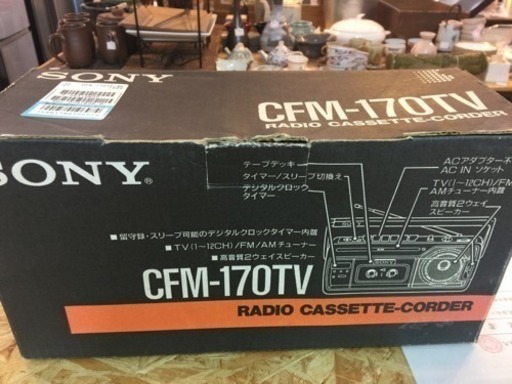 SONY
CFM-170TV
RADIO CASSETTE-CORDER
SONY®
テープデッキ
タイマー/スリープ切換え
デジタルクロック
タイマー
ACアダプター不
AC IN ソケット
TV(1~12CH)/FM
AMチューナー内蔵
高音質2ウェイ
スピーカー
■留守録・スリープ可能のデジタルクロックタイマー内蔵
■TV(1~12CH)/FM/AMチューナー
■高音質2ウェイスピーカー
SONY
CFM-170TV
RADIO CASSETTE-CORDER